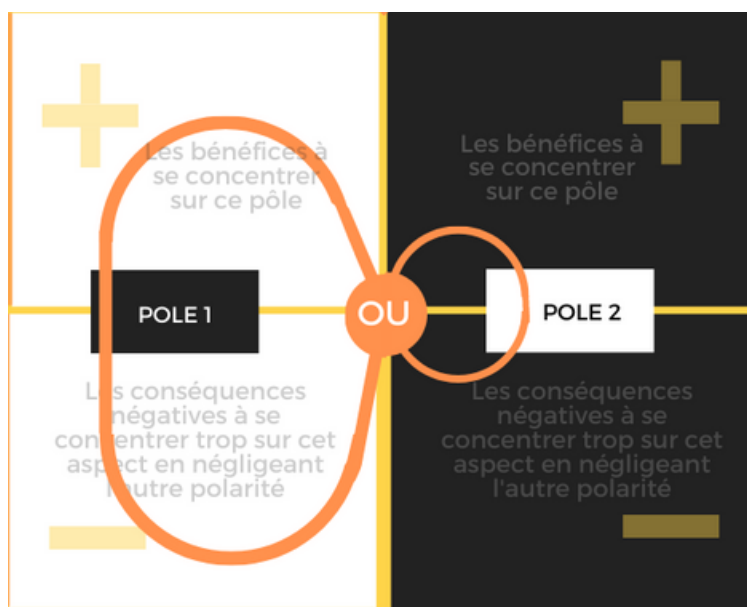 Les bénéfices à
se concentrer
sur ce pôle
Les bénéfices à
se concentrer
sur ce pôle
POLE 1
OU
POLE 2
Les conséquences
négatives à se
concentrer trop sur cet
aspect en négligeant
l'autre polarité
Les conséquences
négatives à se
concentrer trop sur cet
aspect en négligeant
l'autre polarité